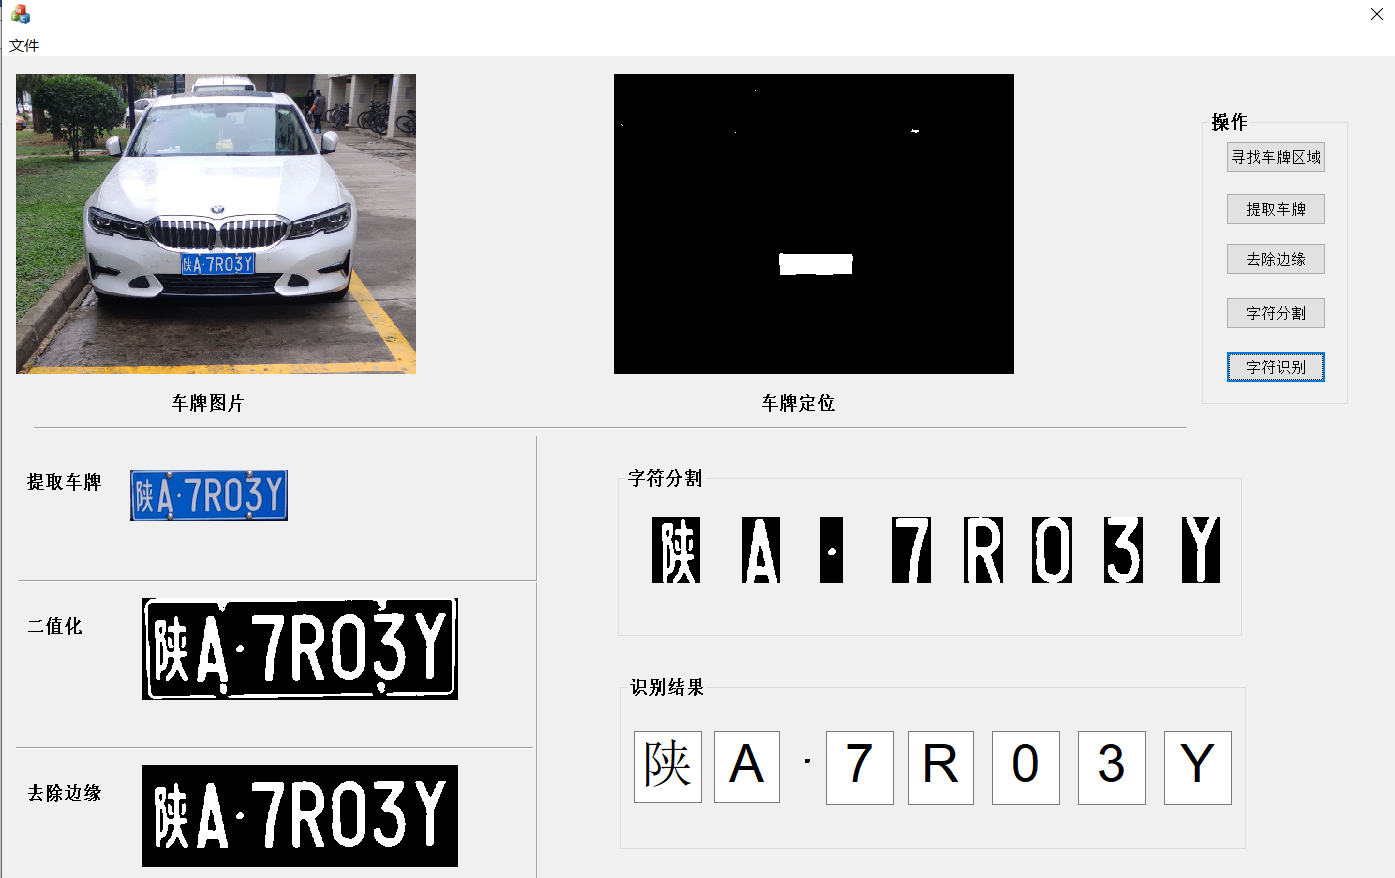 文件
陕A·7R03Y
车牌图片
车牌定位
操作
寻找车牌区域
提取车牌
去除边缘
字符分割
字符识别
提取车牌
陕A·7R03Y
二值化
陕A·7R03Y
去除边缘
陕A·7R03Y
字符分割
陕 A · 7 R 0 3 Y
识别结果
陕 A · 7 R 0 3 Y